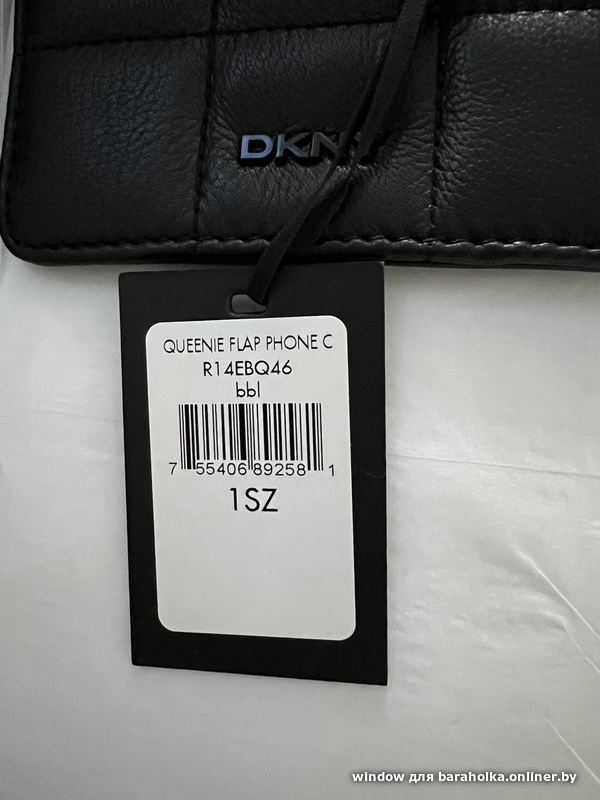 DKNY
QUEENIE FLAP PHONE C
R14EBQ46
bbl
7 55406 89258 1
1SZ
window для baraholka.onliner.by